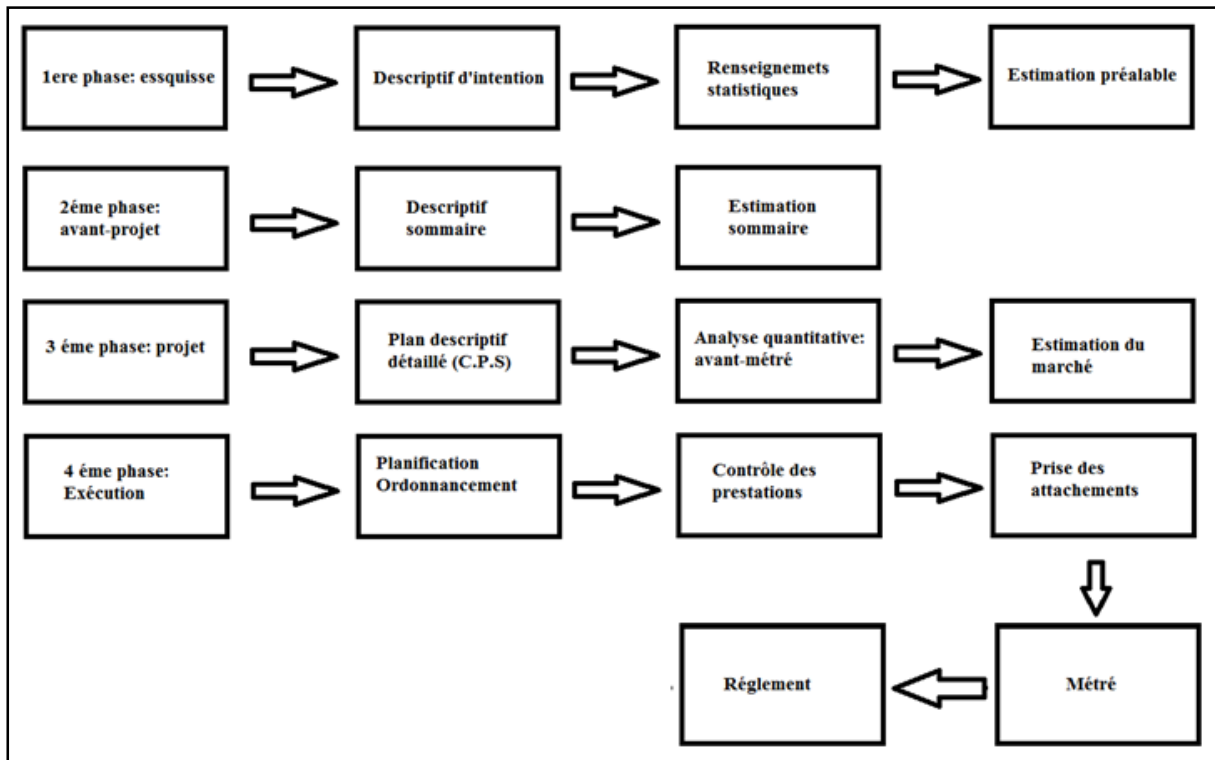 1ere phase: essquisse
Descriptif d'intention
Renseignemets
statistiques
Estimation préalable
2éme phase:
avant-projet
Descriptif
sommaire
Estimation
sommaire
3 éme phase: projet
Plan descriptif
détaillé (C.P.S)
Analyse quantitative:
avant-métré
Estimation du
marché
4 éme phase:
Exécution
Planification
Ordonnancement
Contrôle des
prestations
Prise des
attachements
Réglement
Métré